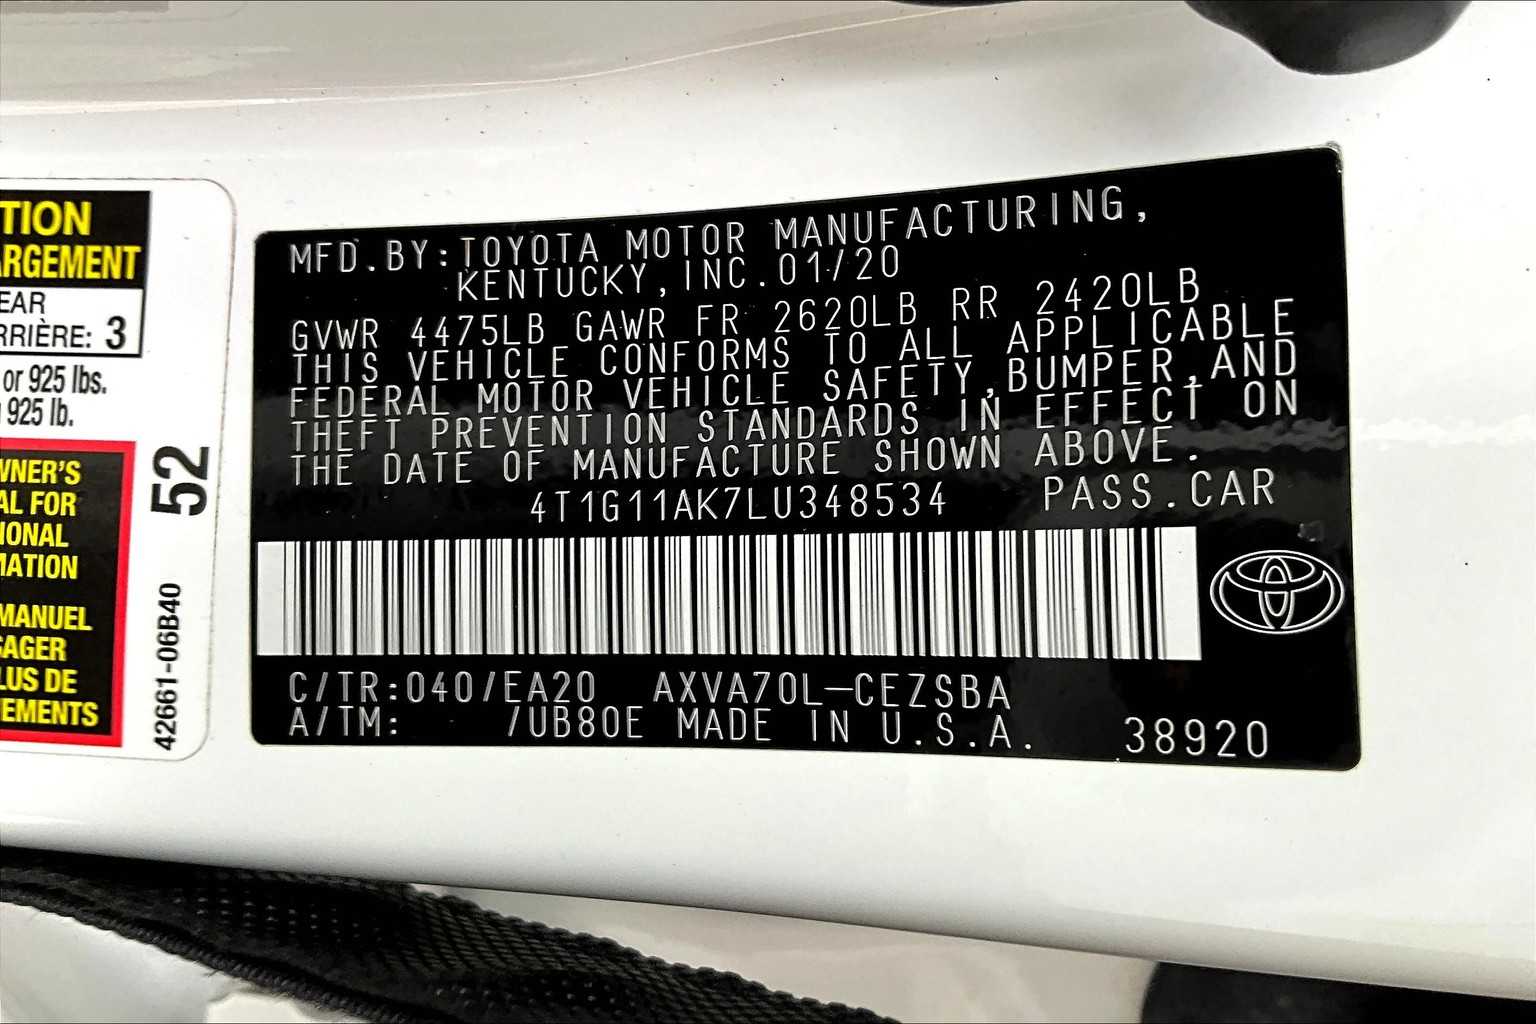 TION
ARGEMENT
EAR
RRIÈRE: 3
or 925 lbs.
925 lb.
WNER'S
AL FOR
IONAL
MATION
MANUEL
GAGER
LUS DE
EMENTS
52
42661-06B40
MFD.BY:TOYOTA MOTOR MANUFACTURING,
KENTUCKY,INC.01/20
GVWR 4475LB GAWR FR 2620LB RR 2420LB
THIS VEHICLE CONFORMS TO ALL APPLICABLE
FEDERAL MOTOR VEHICLE SAFETY,BUMPER,AND
THEFT PREVENTION STANDARDS IN EFFECT ON
THE DATE OF MANUFACTURE SHOWN ABOVE.
4T1G11AK7LU348534 PASS.CAR
C/TR:040/EA20 AXVA70L-CEZSBA
A/TM: /UB80E MADE IN U.S.A. 38920